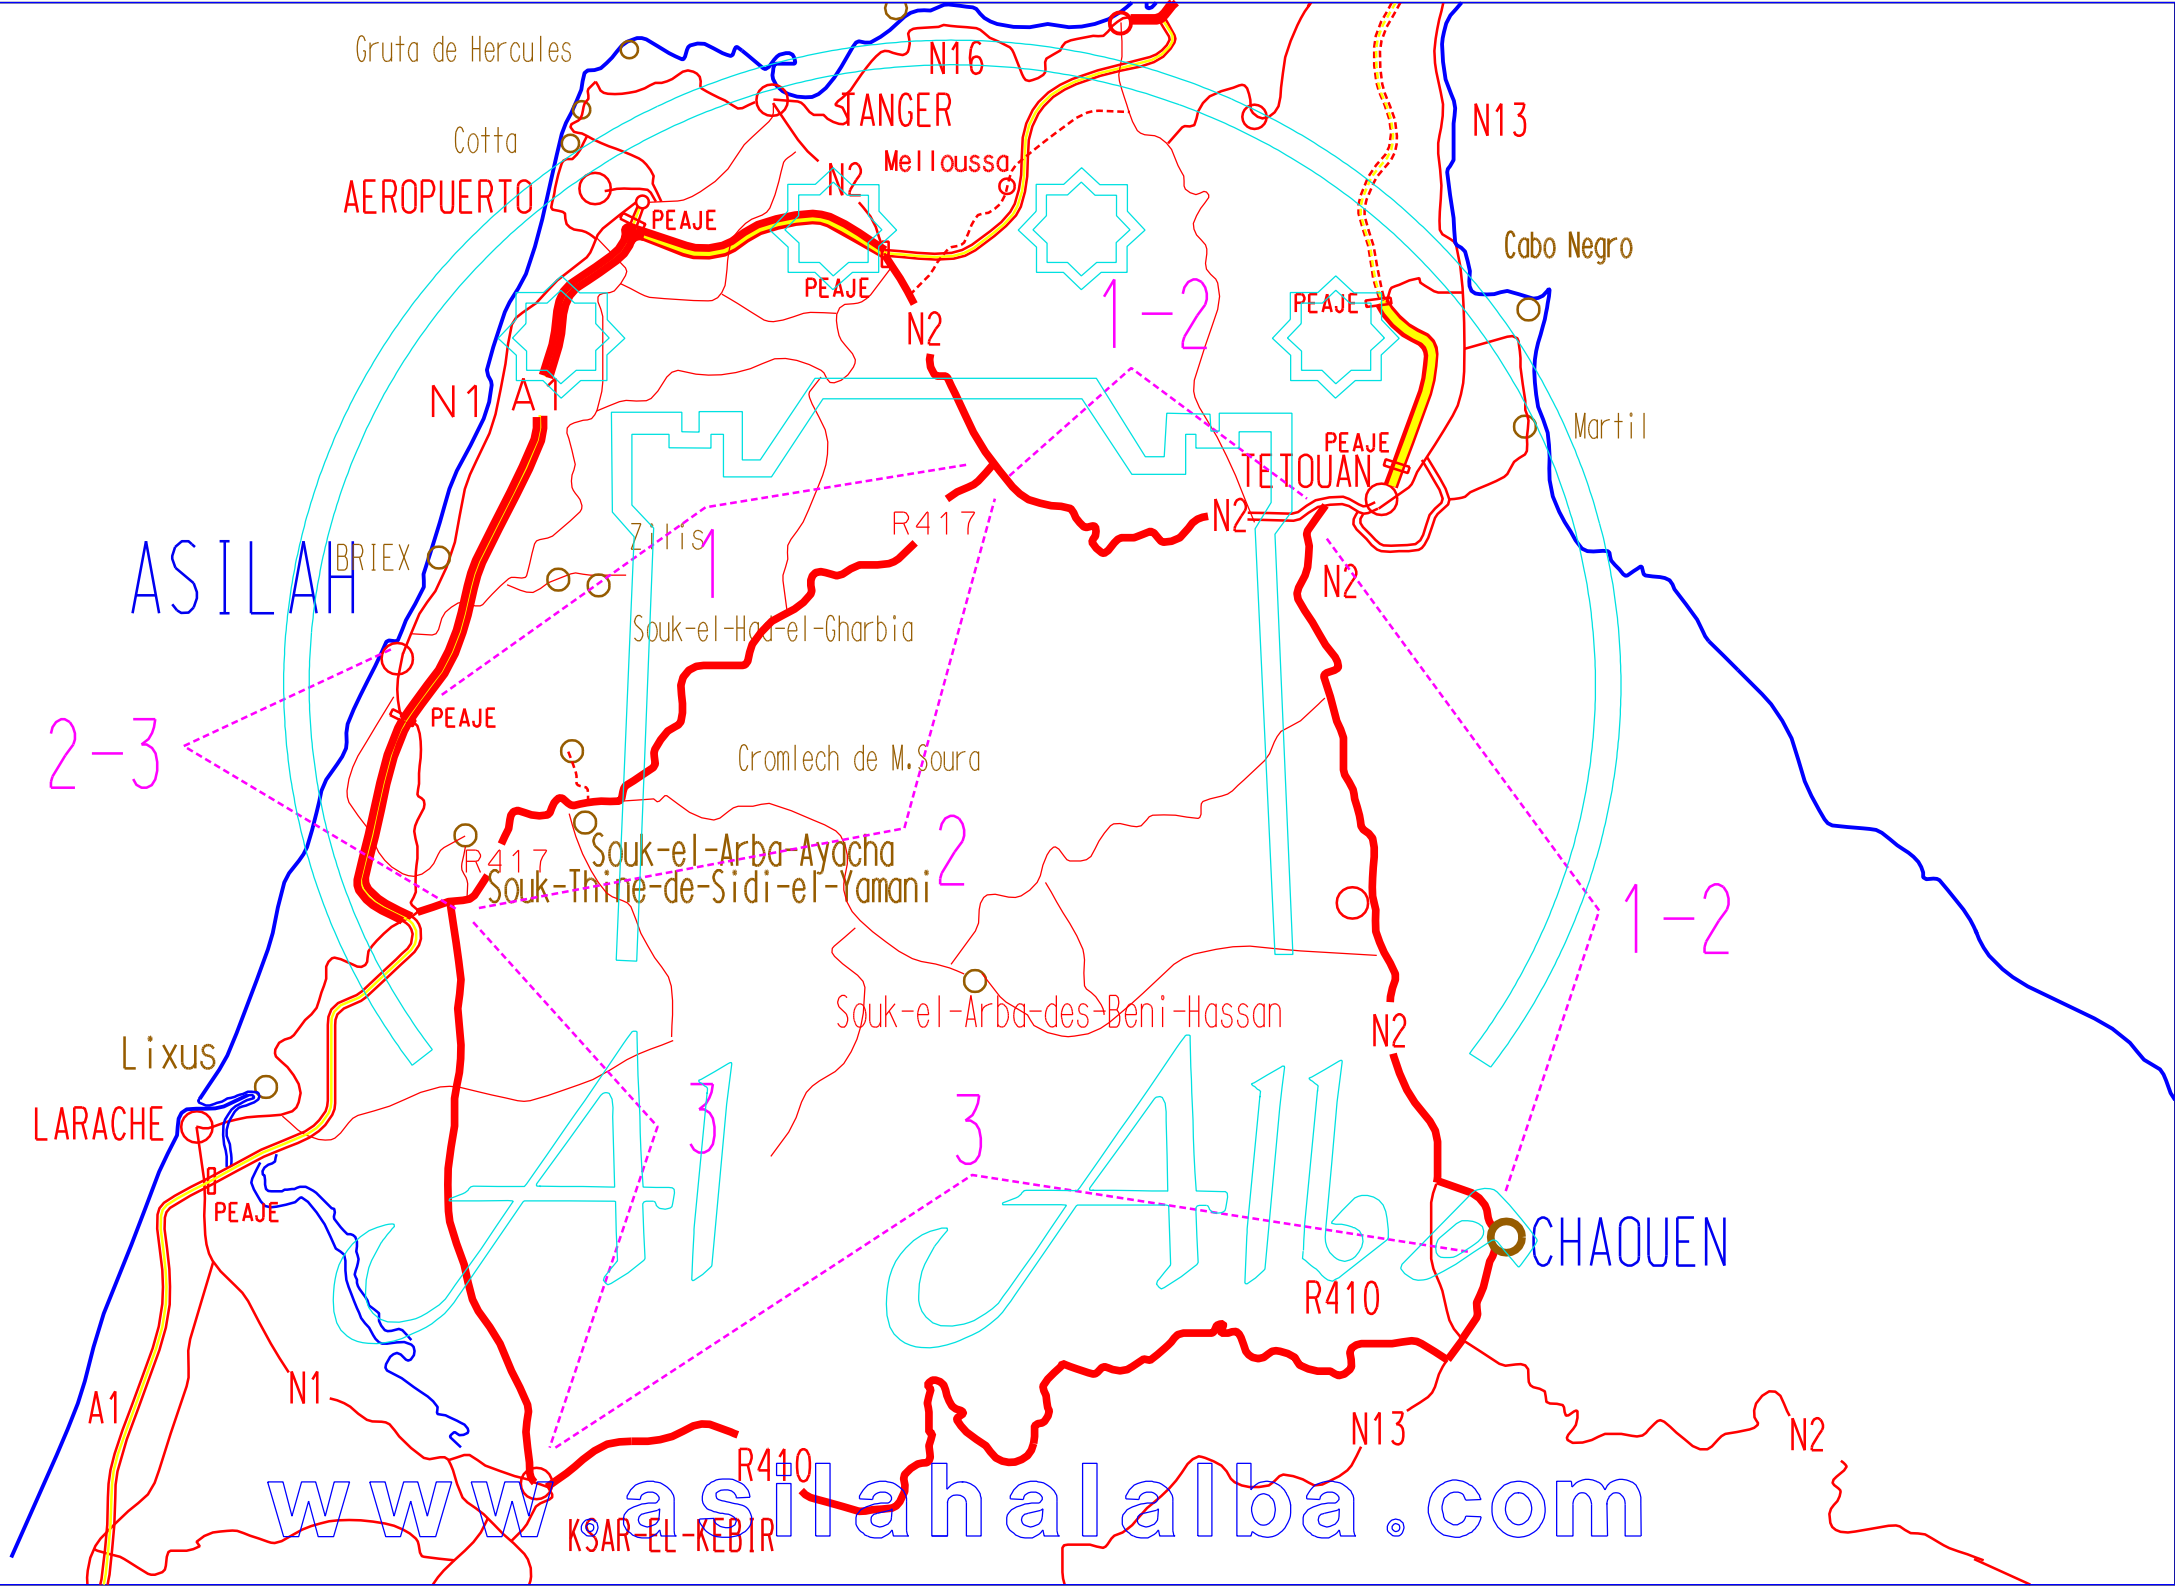 Gruta de Hercules
N16
TANGER
N13
Cotta
Melloussa
N2
AEROPUERTO
PEAJE
Cabo Negro
PEAJE
1-2
PEAJE
N2
N1 A1
Martil
PEAJE
TETOUAN
R417
N2
Zilis
ASILAH
BRIEX
1
N2
Souk-el-Had-el-Gharbia
PEAJE
2-3
Cromlech de M.Soura
2
Souk-el-Arba-Ayacha
R417
Souk-Thine-de-Sidi-el-Yamani
1-2
Souk-el-Arba-des-Beni-Hassan
N2
Lixus
LARACHE
3
3
Al Alba
PEAJE
CHAOUEN
R410
N1
A1
N13
N2
R410
www.asilahalalba.com
KSAR-EL-KEBIR